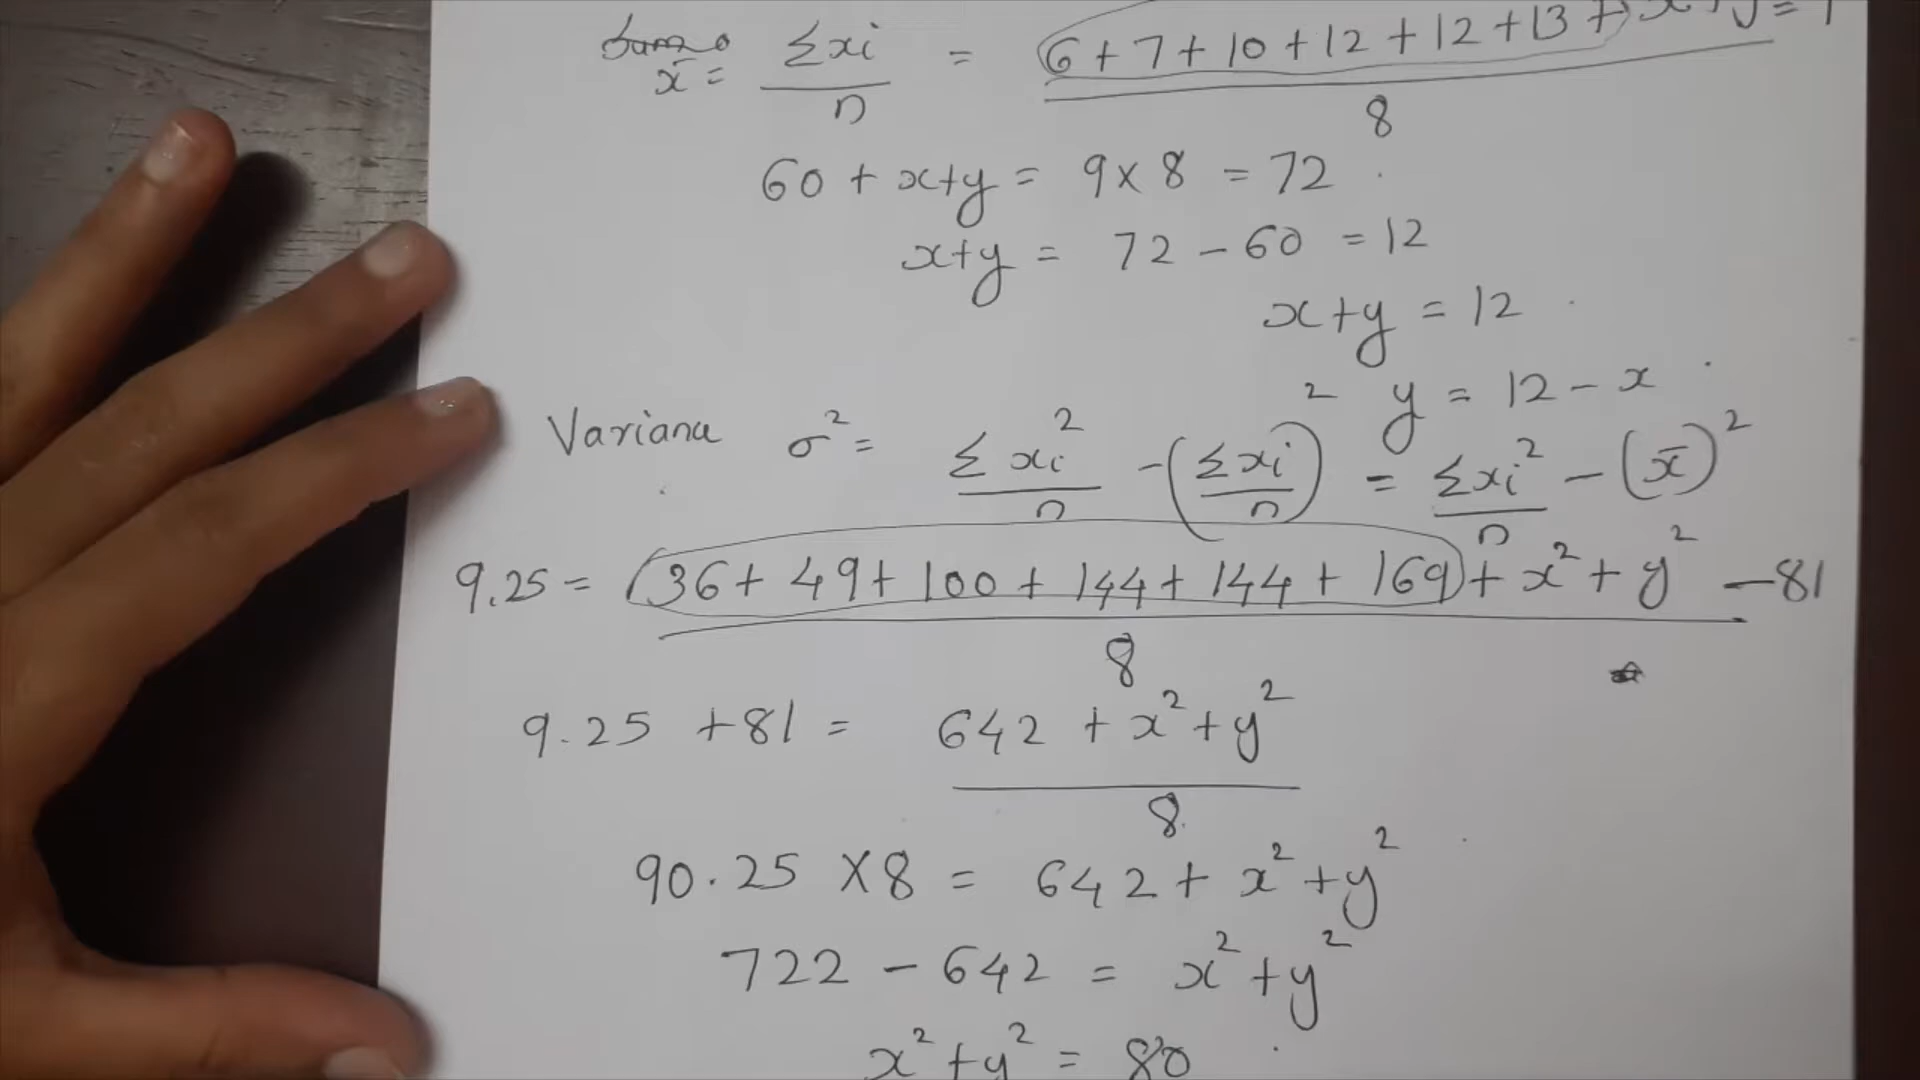 x̄ = Σxi/n = 6+7+10+12+12+13+x+y/8 =
60 + x+y = 9×8 = 72
x+y = 72 - 60 = 12
x+y = 12
y = 12 - x
Varianu σ² = Σxi²/n - (Σxi/n)² = Σxi²/n - (x̄)²
9.25 = (36+49+100+144+144+169)+x²+y²/8 - 81
9.25 +81 = 642 + x²+y²/8
90.25 ×8 = 642+ x²+y²
722 - 642 = x²+y²
x²+y² = 80